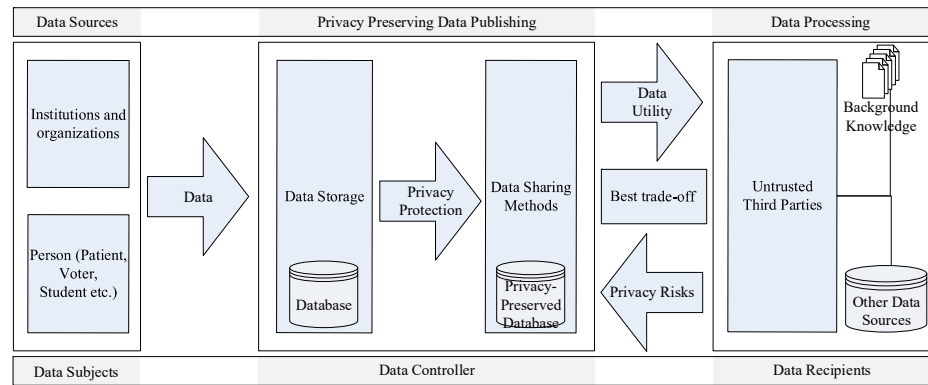 Data Sources
Privacy Preserving Data Publishing
Data Processing
Institutions and
organizations
Person (Patient,
Voter,
Student etc.)
Data
Data Storage
Database
Privacy
Protection
Data Sharing
Methods
Privacy-
Preserved
Database
Data
Utility
Best trade-off
Privacy Risks
Untrusted
Third Parties
Background
Knowledge
Other Data
Sources
Data Subjects
Data Controller
Data Recipients